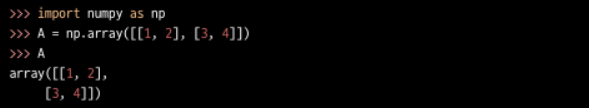 >>> import numpy as np
>>> A = np.array([[1, 2], [3, 4]])
>>> A
array([[1, 2],
     [3, 4]])